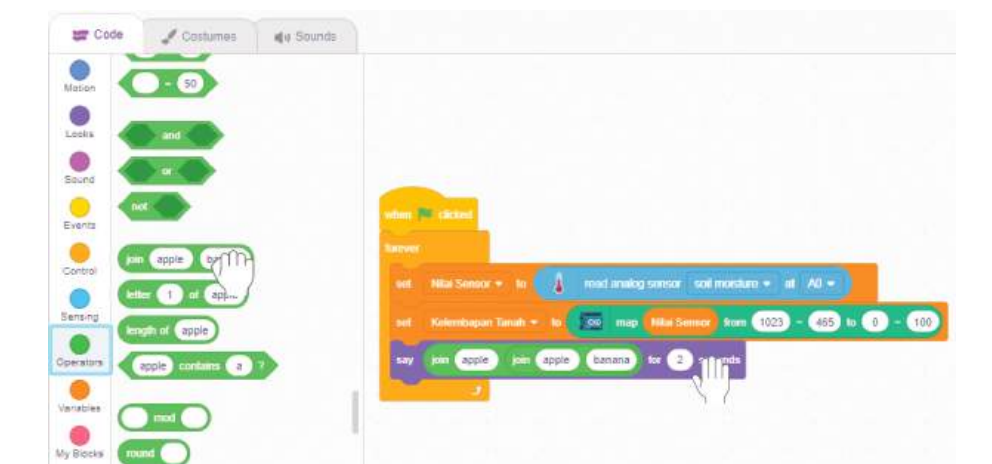 Code Costumes Sounds
Motion
Looks
Sound
Events
Control
Sensing
Operators
Variables
My Blocks
= 50
and
or
not
join apple
letter 1 of apple
length of apple
apple contains a ?
mod
round
when clicked
forever
set Nilai Sensor to read analog sensor soil moisture at A0
set Kelembapan Tanah to map Nilai Sensor from 1023 ~ 465 to 0 ~ 100
say join apple join apple banana for 2 seconds